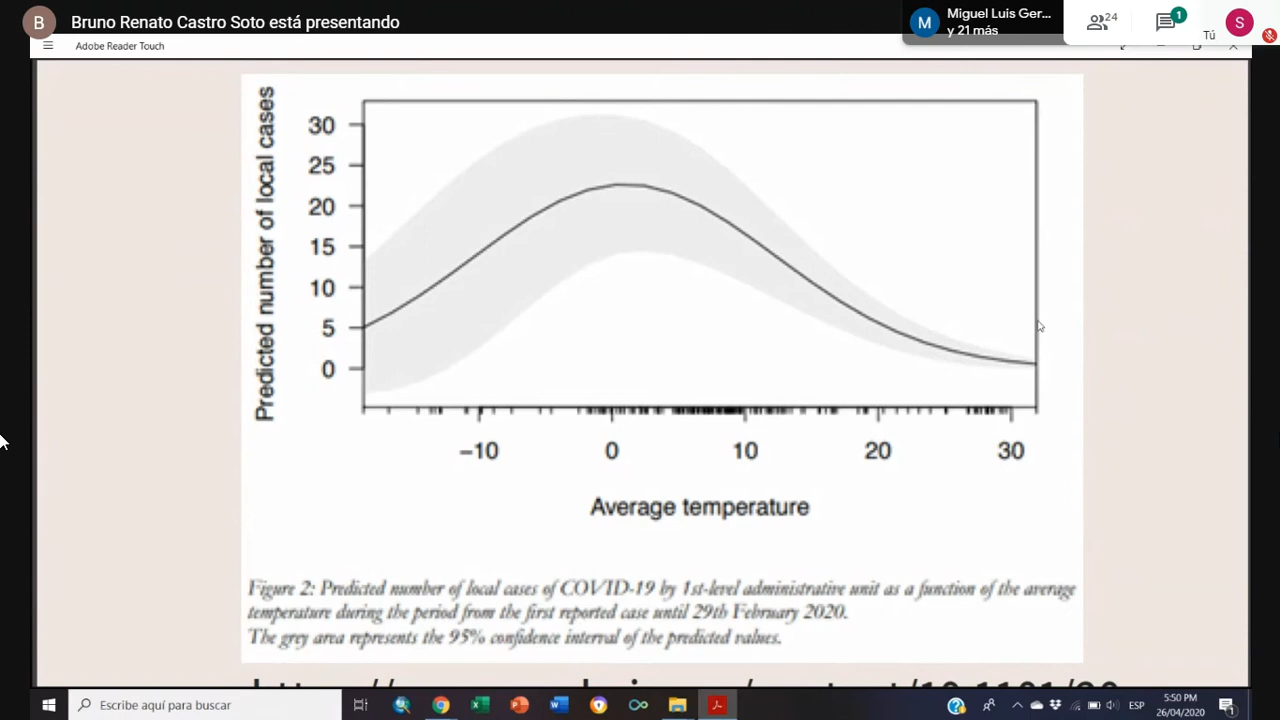 B Bruno Renato Castro Soto está presentando
M Miguel Luis Ger...
y 21 más
24
1
Tú
S
Adobe Reader Touch
Predicted number of local cases
30
25
20
15
10
5
0
−10 0 10 20 30
Average temperature
Figure 2: Predicted number of local cases of COVID-19 by 1st-level administrative unit as a function of the average
temperature during the period from the first reported case until 29th February 2020.
The grey area represents the 95% confidence interval of the predicted values.
Escribe aquí para buscar
ESP
5:50 PM
26/04/2020
1